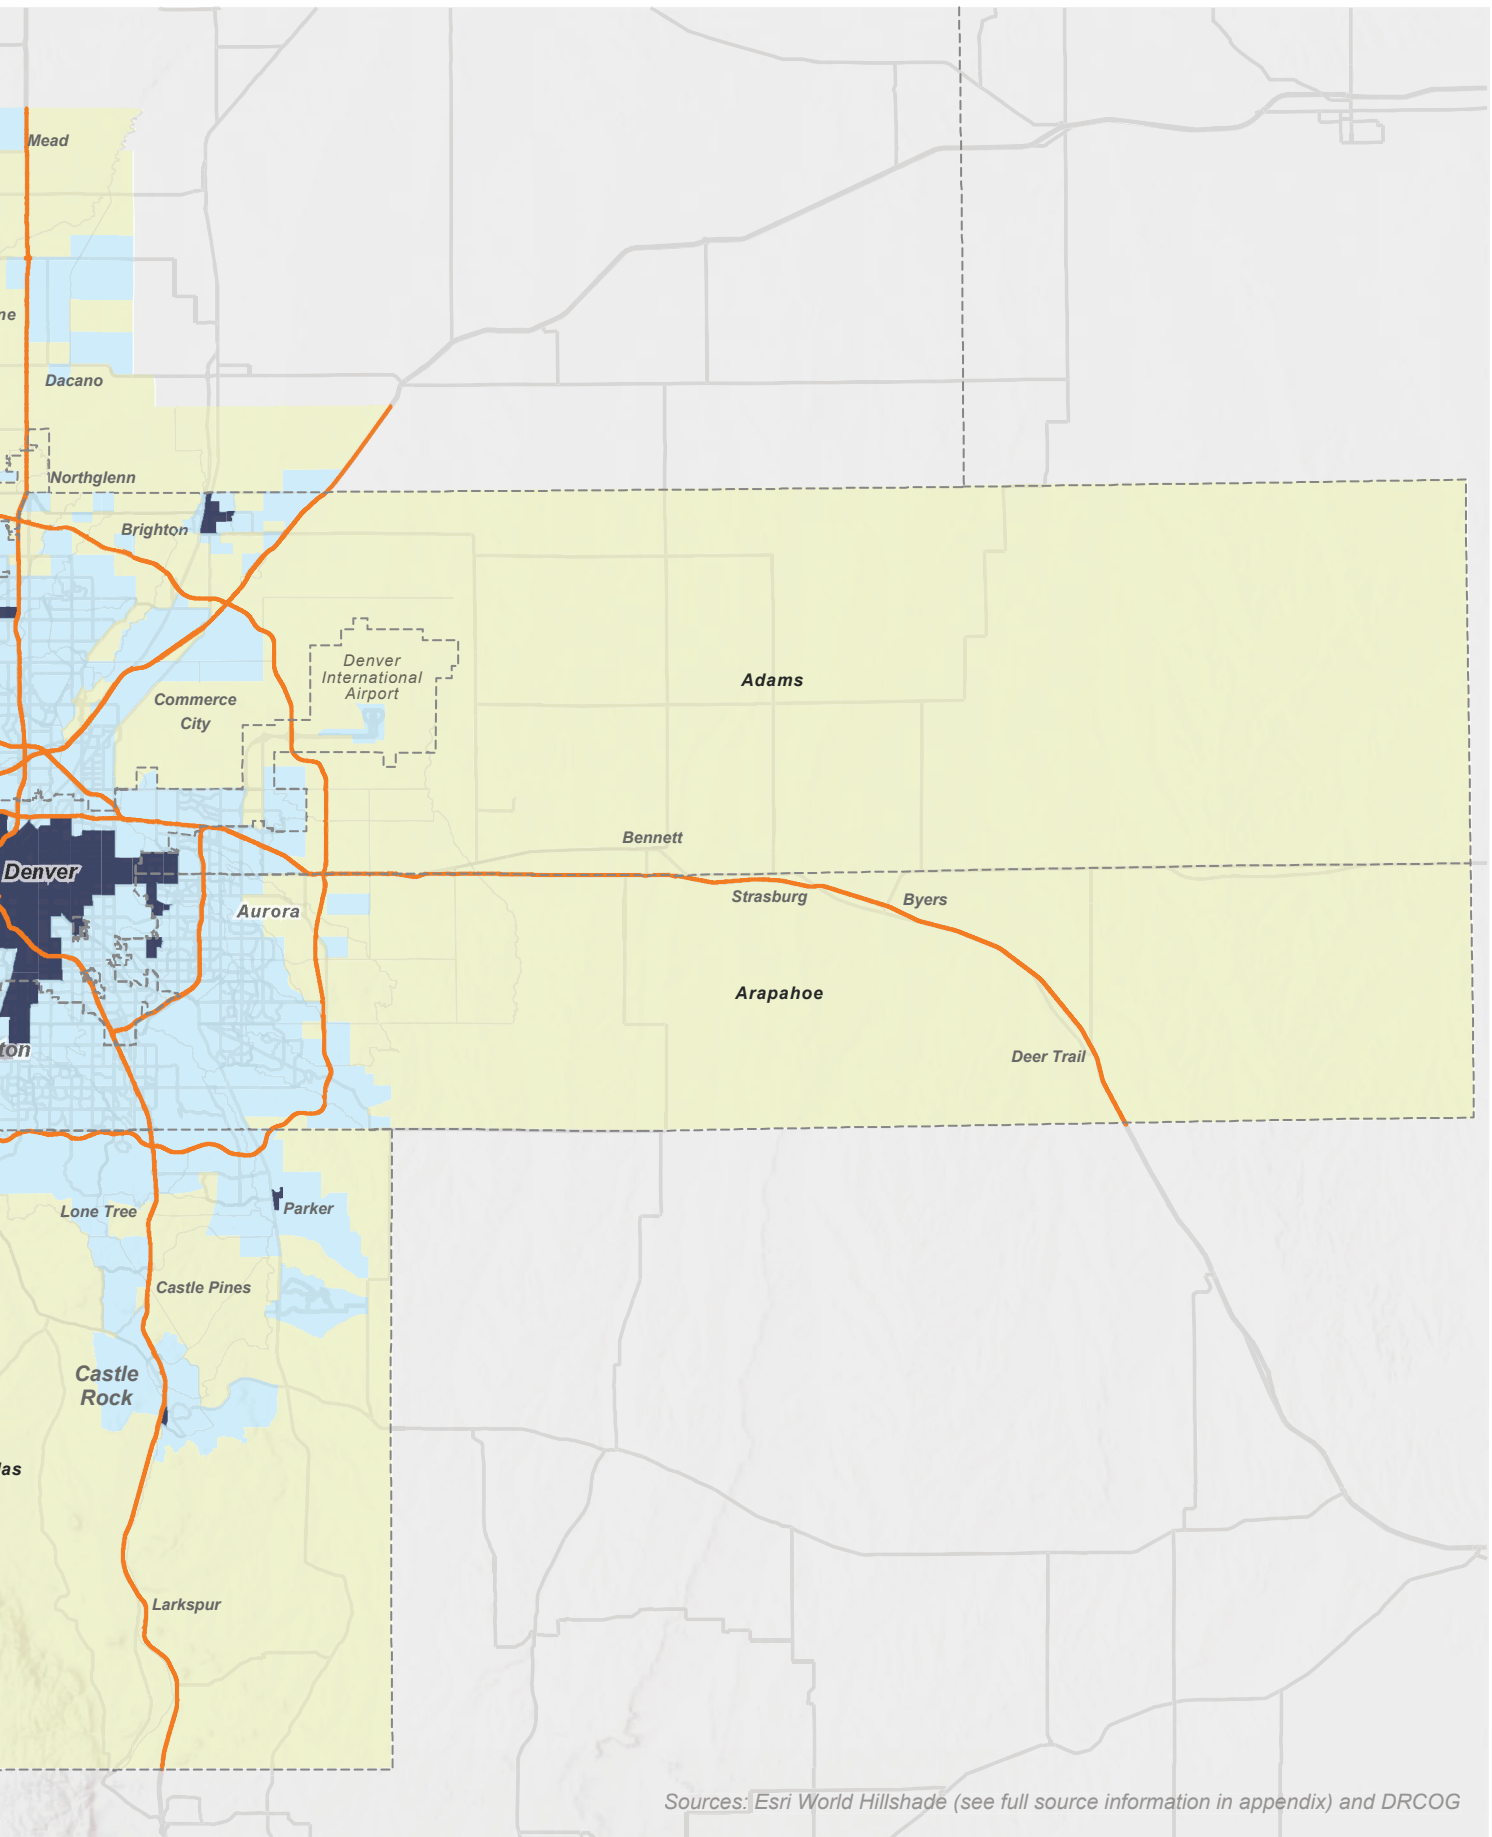 Mead
ne
Dacano
Northglenn
Brighton
Denver
International
Airport
Adams
Commerce
City
Bennett
Denver
Strasburg
Byers
Aurora
Arapahoe
ton
Deer Trail
Lone Tree
Parker
Castle Pines
Castle
Rock
las
Larkspur
Sources: Esri World Hillshade (see full source information in appendix) and DRCOG